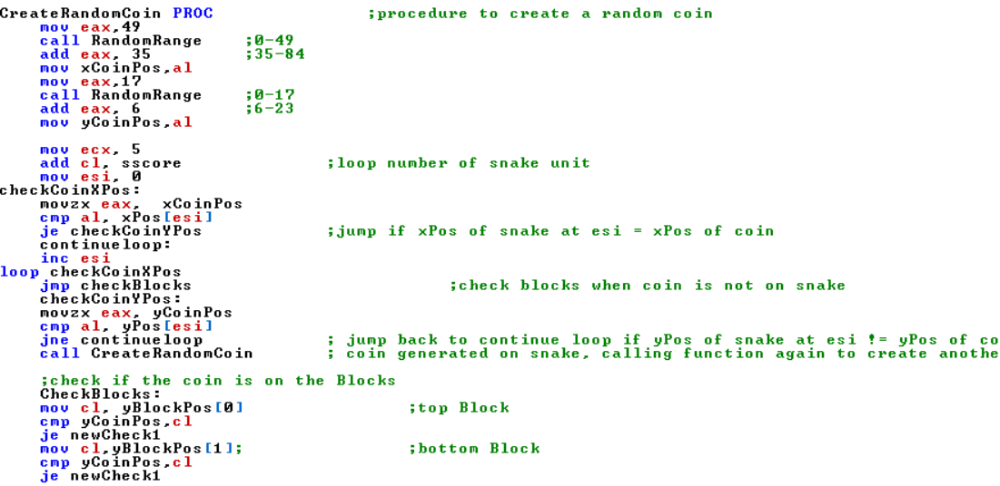 CreateRandomCoin PROC ;procedure to create a random coin
mov eax,49
call RandomRange ;0-49
add eax, 35 ;35-84
mov xCoinPos,al
mov eax,17
call RandomRange ;0-17
add eax, 6 ;6-23
mov yCoinPos,al
mov ecx, 5
add cl, sscore ;loop number of snake unit
mov esi, 0
checkCoinXPos:
movzx eax, xCoinPos
cmp al, xPos[esi]
je checkCoinYPos ;jump if xPos of snake at esi = xPos of coin
continueloop:
inc esi
loop checkCoinXPos
jmp checkBlocks ;check blocks when coin is not on snake
checkCoinYPos:
movzx eax, yCoinPos
cmp al, yPos[esi]
jne continueloop ; jump back to continue loop if yPos of snake at esi != yPos of co
call CreateRandomCoin ; coin generated on snake, calling function again to create anothe
;check if the coin is on the Blocks
CheckBlocks:
mov cl, yBlockPos[0] ;top Block
cmp yCoinPos,cl
je newCheck1
mov cl,yBlockPos[1]; ;bottom Block
cmp yCoinPos,cl
je newCheck1